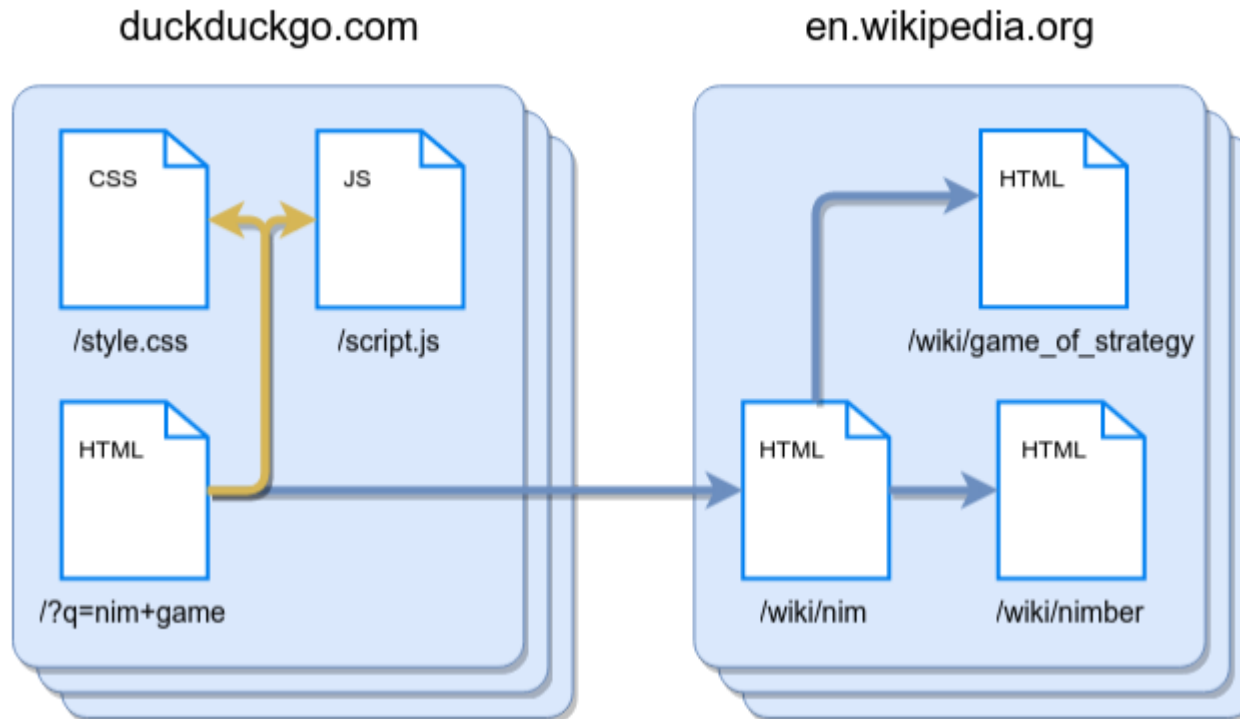 duckduckgo.com
en.wikipedia.org
CSS
JS
/style.css
/script.js
HTML
/?q=nim+game
HTML
/wiki/game_of_strategy
HTML
HTML
/wiki/nim
/wiki/nimber